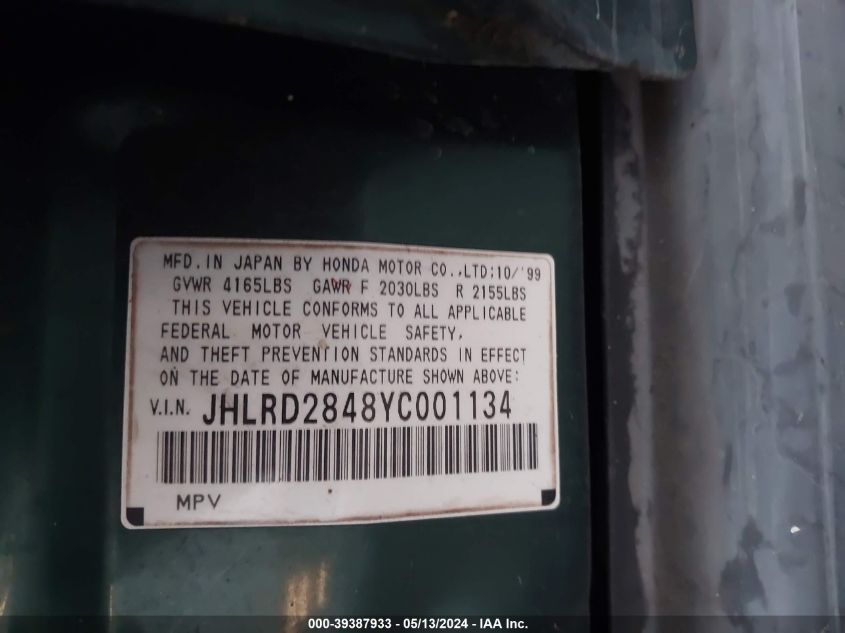 MFD. IN JAPAN BY HONDA MOTOR CO.,LTD;10/'99
GVWR 4165LBS GAWR F 2030LBS R 2155LBS
THIS VEHICLE CONFORMS TO ALL APPLICABLE
FEDERAL MOTOR VEHICLE SAFETY,
AND THEFT PREVENTION STANDARDS IN EFFECT
ON THE DATE OF MANUFACTURE SHOWN ABOVE:
V.I.N. JHLRD2848YC001134
MPV
000-39387933 - 05/13/2024 - IAA Inc.